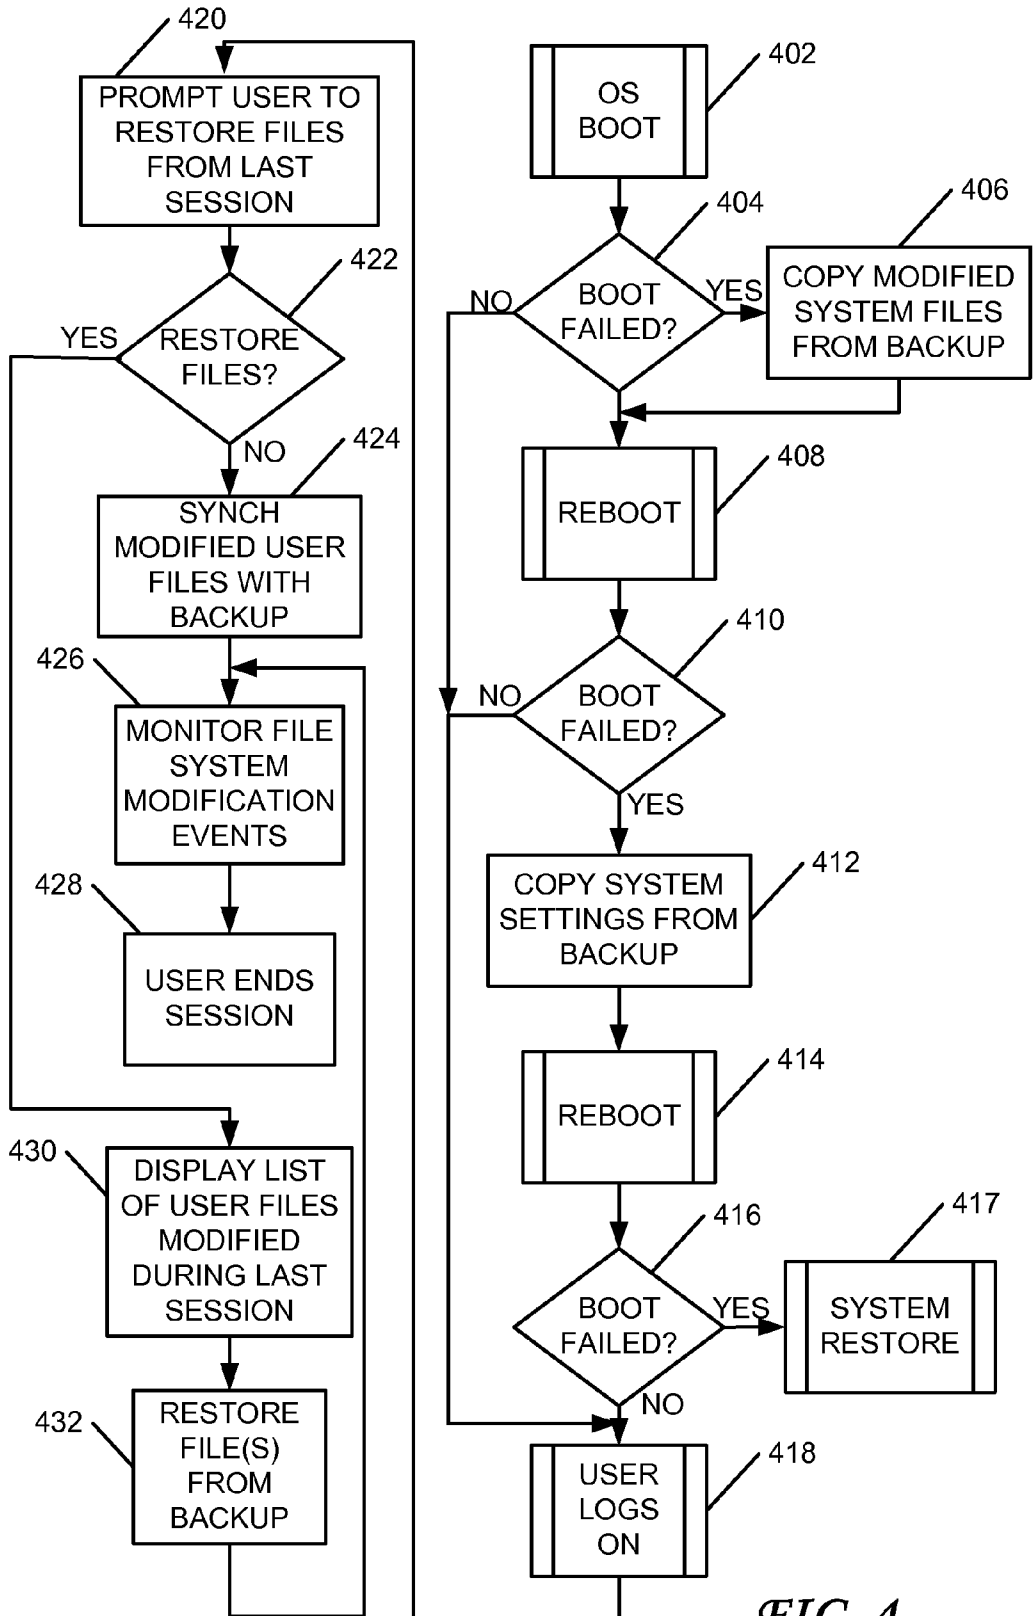 420
PROMPT USER TO
RESTORE FILES
FROM LAST
SESSION
422
YES
RESTORE
FILES?
NO
424
SYNCH
MODIFIED USER
FILES WITH
BACKUP
426
MONITOR FILE
SYSTEM
MODIFICATION
EVENTS
428
USER ENDS
SESSION
430
DISPLAY LIST
OF USER FILES
MODIFIED
DURING LAST
SESSION
432
RESTORE
FILE(S)
FROM
BACKUP
402
OS
BOOT
404
NO
BOOT
FAILED?
YES
406
COPY MODIFIED
SYSTEM FILES
FROM BACKUP
408
REBOOT
410
NO
BOOT
FAILED?
YES
412
COPY SYSTEM
SETTINGS FROM
BACKUP
414
REBOOT
416
BOOT
FAILED?
YES
417
SYSTEM
RESTORE
NO
418
USER
LOGS
ON
FIG. 4